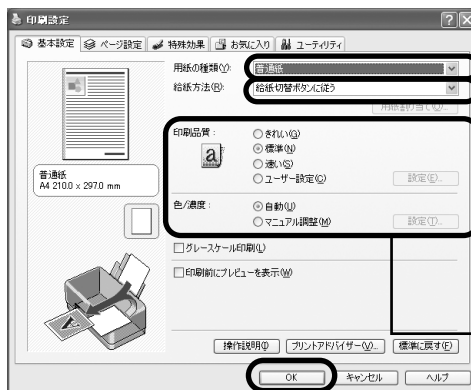 印刷設定
基本設定 ページ設定 特殊効果 お気に入り ユーティリティ
用紙の種類(Y): 普通紙
給紙方法(P): 給紙切替ボタンに従う
用紙割り当て(O)...
印刷品質 : きれい(G)
標準(N)
速い(S)
ユーザー設定(C) 設定(E)...
a
普通紙
A4 210.0 x 297.0 mm
色/濃度 : 自動(U)
マニュアル調整(M) 設定(T)...
グレースケール印刷(L)
印刷前にプレビューを表示(W)
操作説明(I) プリントアドバイザー(V)... 標準に戻す(F)
OK キャンセル ヘルプ